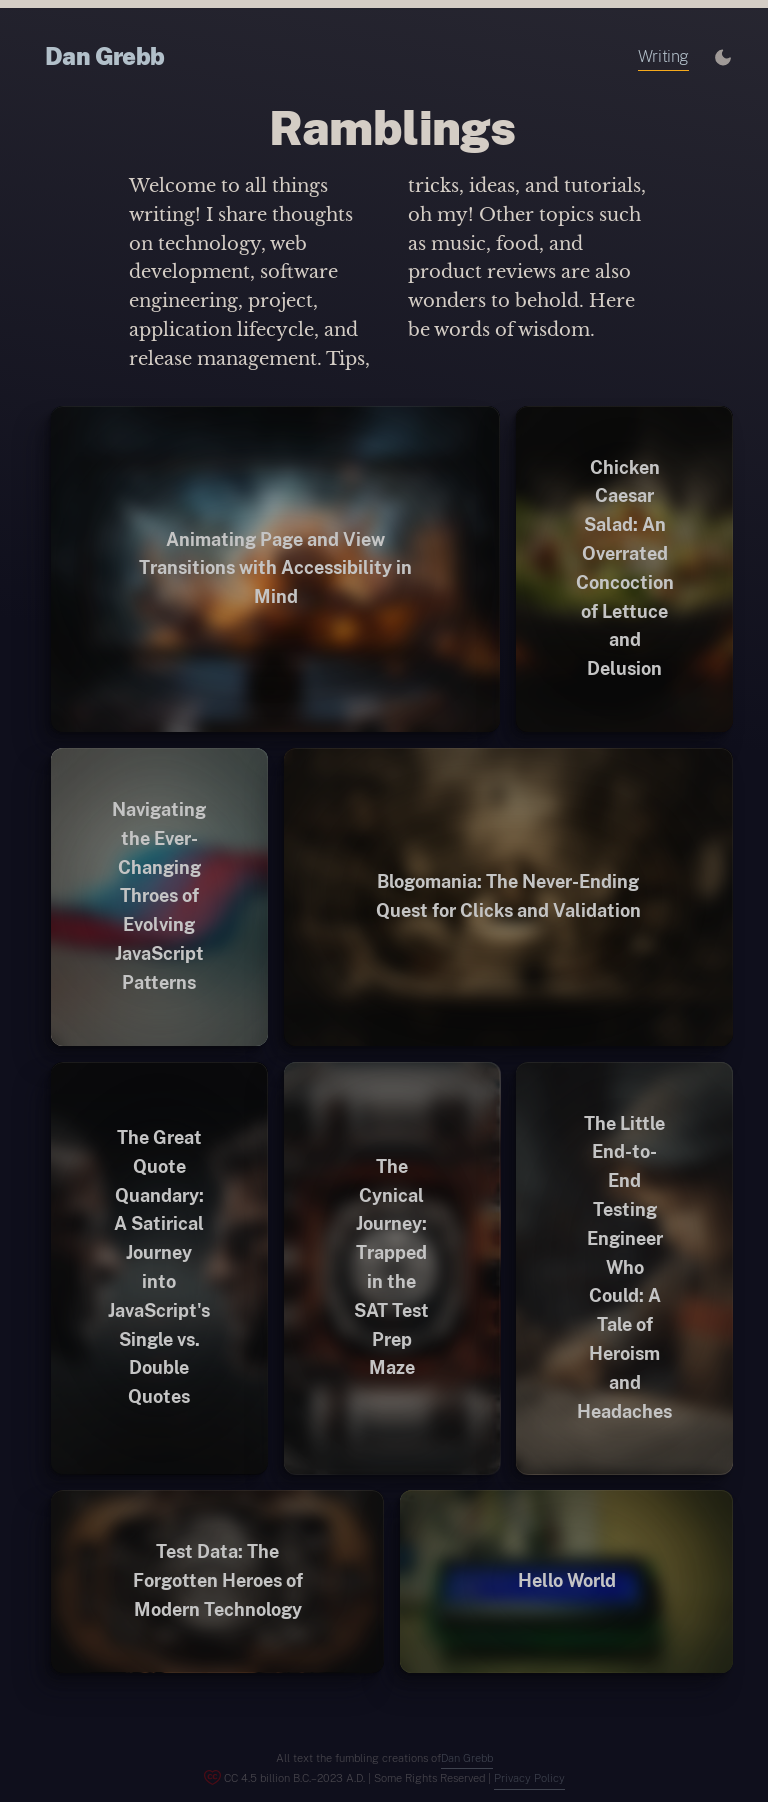 Dan Grebb
Writing
Ramblings
Welcome to all things
writing! I share thoughts
on technology, web
development, software
engineering, project,
application lifecycle, and
release management. Tips,
tricks, ideas, and tutorials,
oh my! Other topics such
as music, food, and
product reviews are also
wonders to behold. Here
be words of wisdom.
Animating Page and View
Transitions with Accessibility in
Mind
Chicken
Caesar
Salad: An
Overrated
Concoction
of Lettuce
and
Delusion
Navigating
the Ever-
Changing
Throes of
Evolving
JavaScript
Patterns
Blogomania: The Never-Ending
Quest for Clicks and Validation
The Great
Quote
Quandary:
A Satirical
Journey
into
JavaScript's
Single vs.
Double
Quotes
The
Cynical
Journey:
Trapped
in the
SAT Test
Prep
Maze
The Little
End-to-
End
Testing
Engineer
Who
Could: A
Tale of
Heroism
and
Headaches
Test Data: The
Forgotten Heroes of
Modern Technology
Hello World
All text the fumbling creations ofDan Grebb
CC 4.5 billion B.C.–2023 A.D. | Some Rights Reserved | Privacy Policy